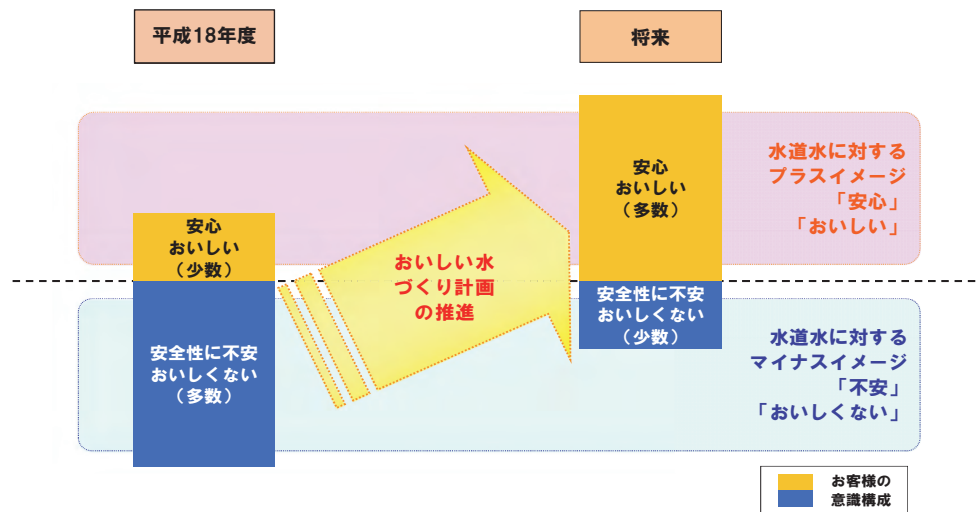 平成18年度
将来
安心
おいしい
（少数）
安全性に不安
おいしくない
（多数）
おいしい水
づくり計画
の推進
安心
おいしい
（多数）
安全性に不安
おいしくない
（少数）
水道水に対する
プラスイメージ
「安心」
「おいしい」
水道水に対する
マイナスイメージ
「不安」
「おいしくない」
お客様の
意識構成